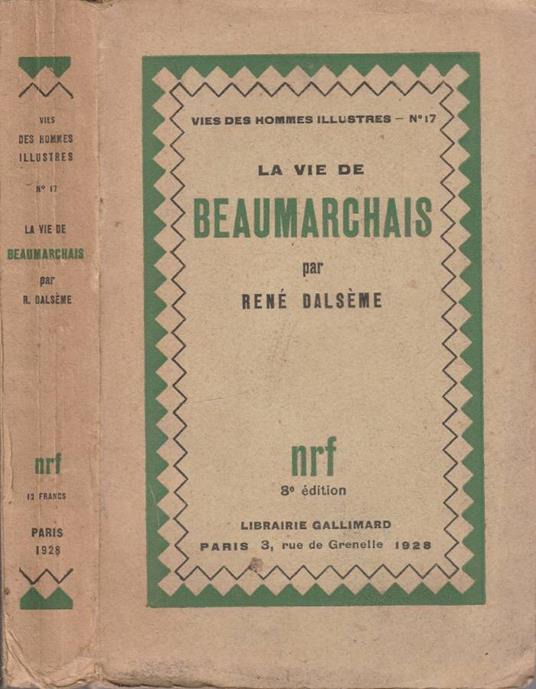 VIES
DES HOMMES
ILLUSTRES
N° 17
LA VIE DE
BEAUMARCHAIS
par
R. DALSÈME
nrf
12 FRANCS
PARIS
1928
VIES DES HOMMES ILLUSTRES – N° 17
LA VIE DE
BEAUMARCHAIS
par
RENÉ DALSÈME
nrf
8e édition
LIBRAIRIE GALLIMARD
PARIS 3, rue de Grenelle 1928